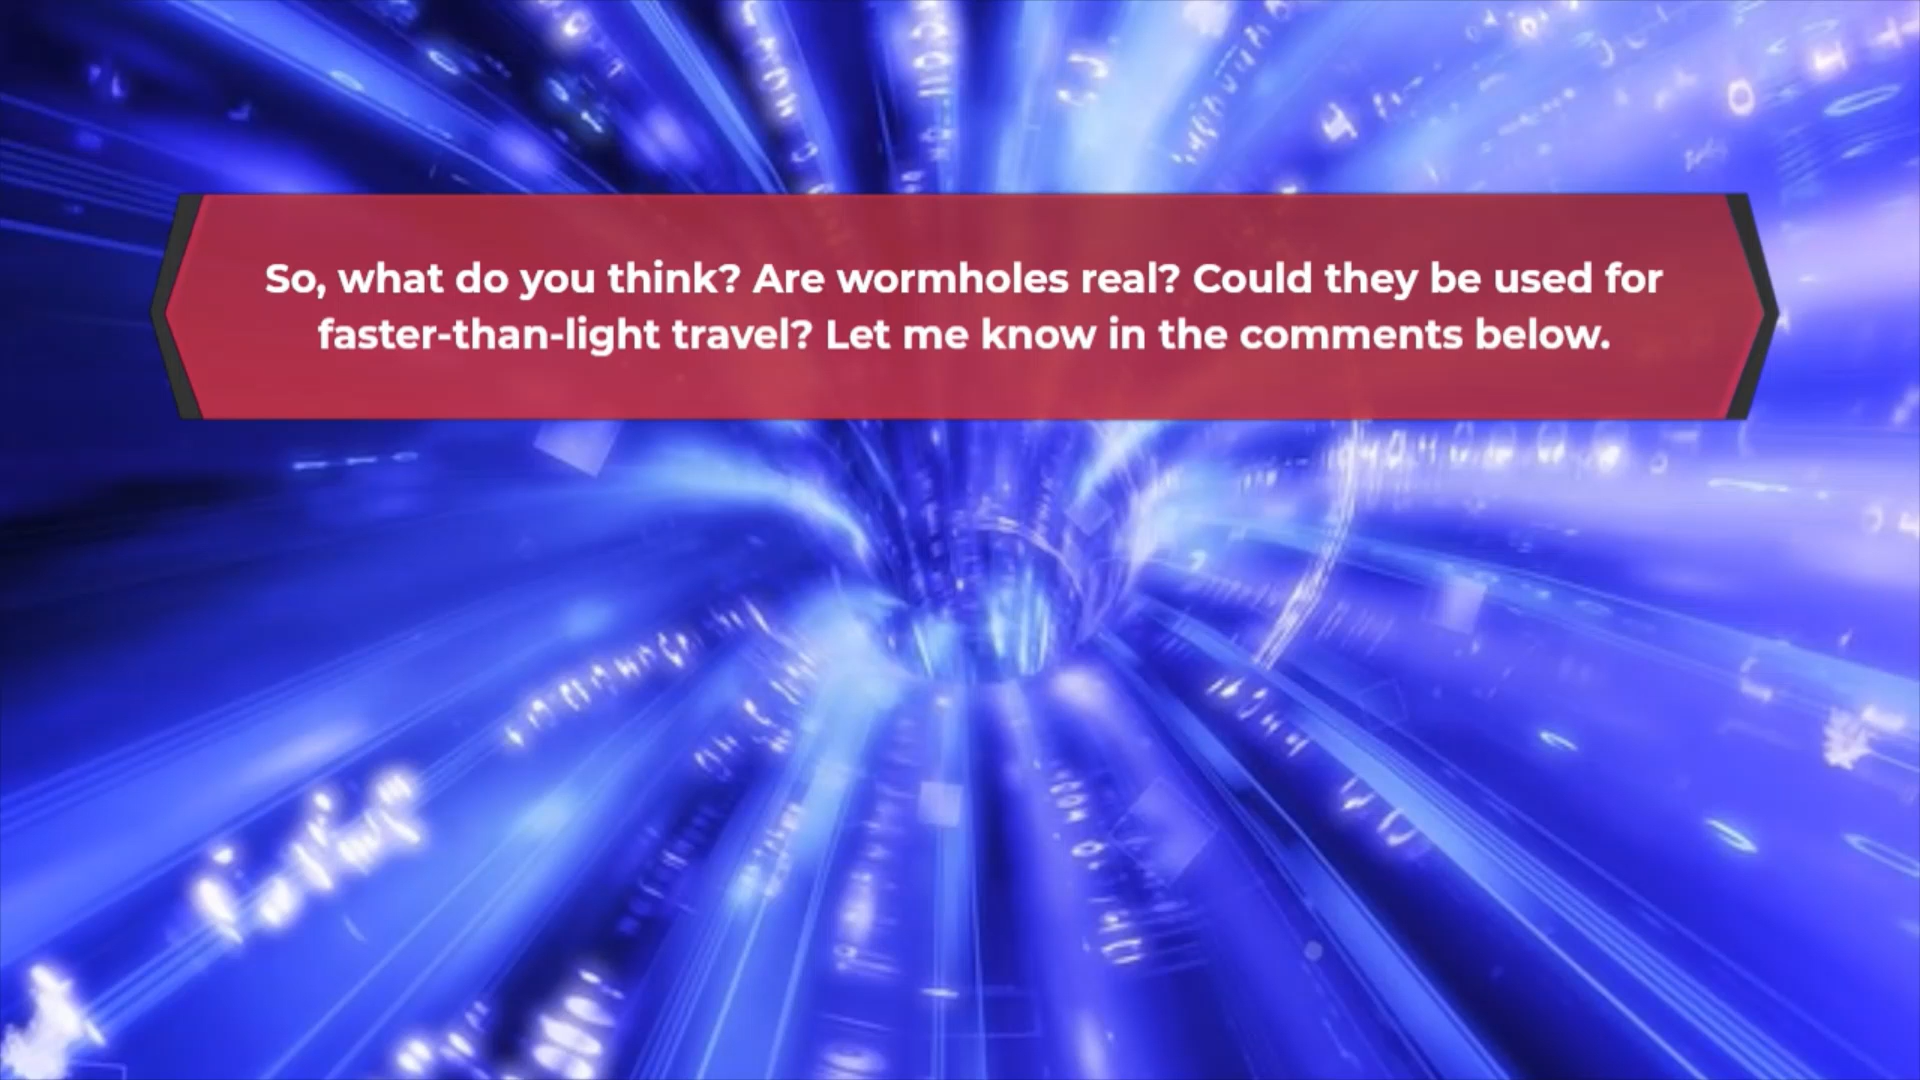 So, what do you think? Are wormholes real? Could they be used for
faster-than-light travel? Let me know in the comments below.